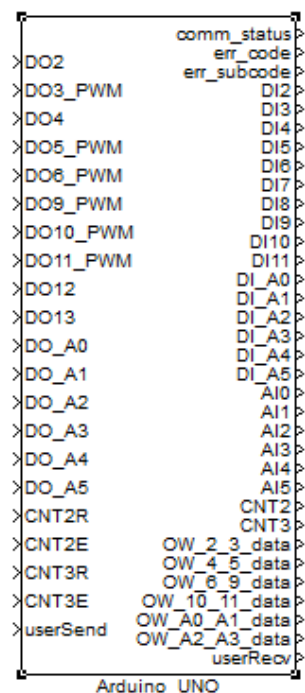 comm_status
err_code
err_subcode
DO2
DO3_PWM
DO4
DO5_PWM
DO6_PWM
DO9_PWM
DO10_PWM
DO11_PWM
DO12
DO13
DO_A0
DO_A1
DO_A2
DO_A3
DO_A4
DO_A5
CNT2R
CNT2E
CNT3R
CNT3E
userSend
DI2
DI3
DI4
DI5
DI6
DI7
DI8
DI9
DI10
DI11
DI_A0
DI_A1
DI_A2
DI_A3
DI_A4
DI_A5
AI0
AI1
AI2
AI3
AI4
AI5
CNT2
CNT3
OW_2_3_data
OW_4_5_data
OW_6_9_data
OW_10_11_data
OW_A0_A1_data
OW_A2_A3_data
userRecv
Arduino UNO